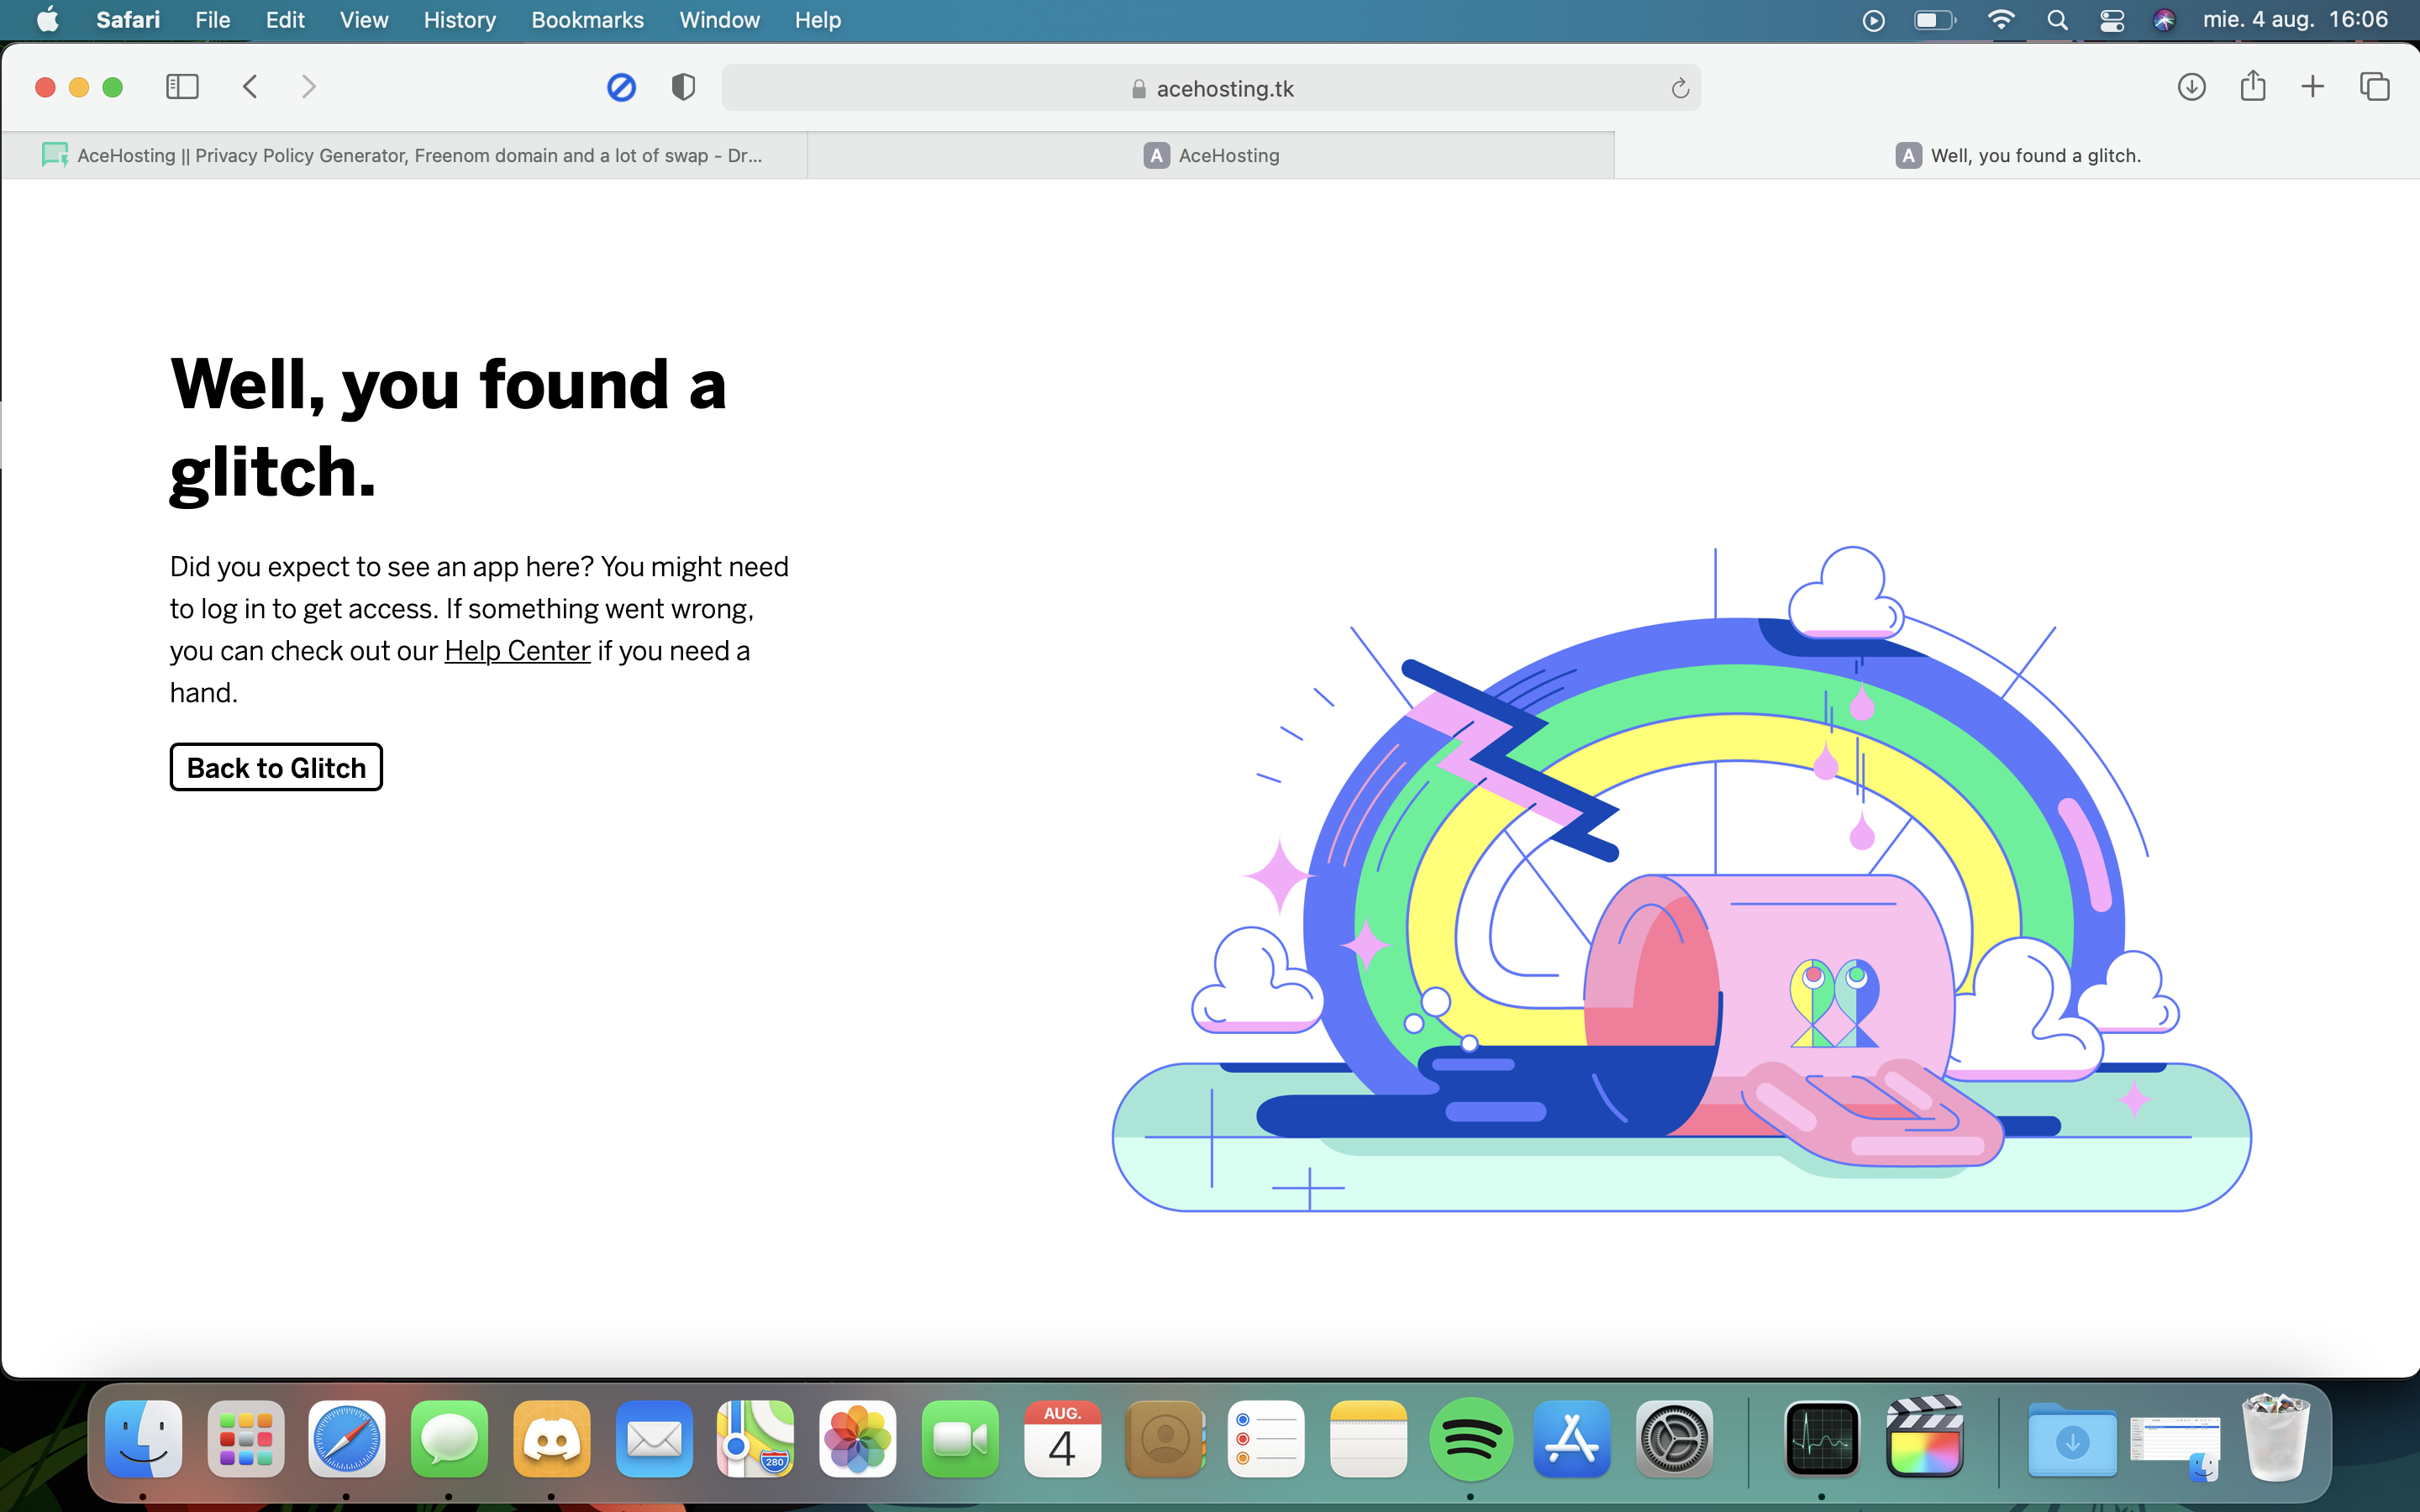 Safari File Edit View History Bookmarks Window Help mie. 4 aug. 16:06
acehosting.tk
AceHosting || Privacy Policy Generator, Freenom domain and a lot of swap - Dr... A AceHosting A Well, you found a glitch.
Well, you found a
glitch.
Did you expect to see an app here? You might need
to log in to get access. If something went wrong,
you can check out our Help Center if you need a
hand.
Back to Glitch
AUG.
4
280